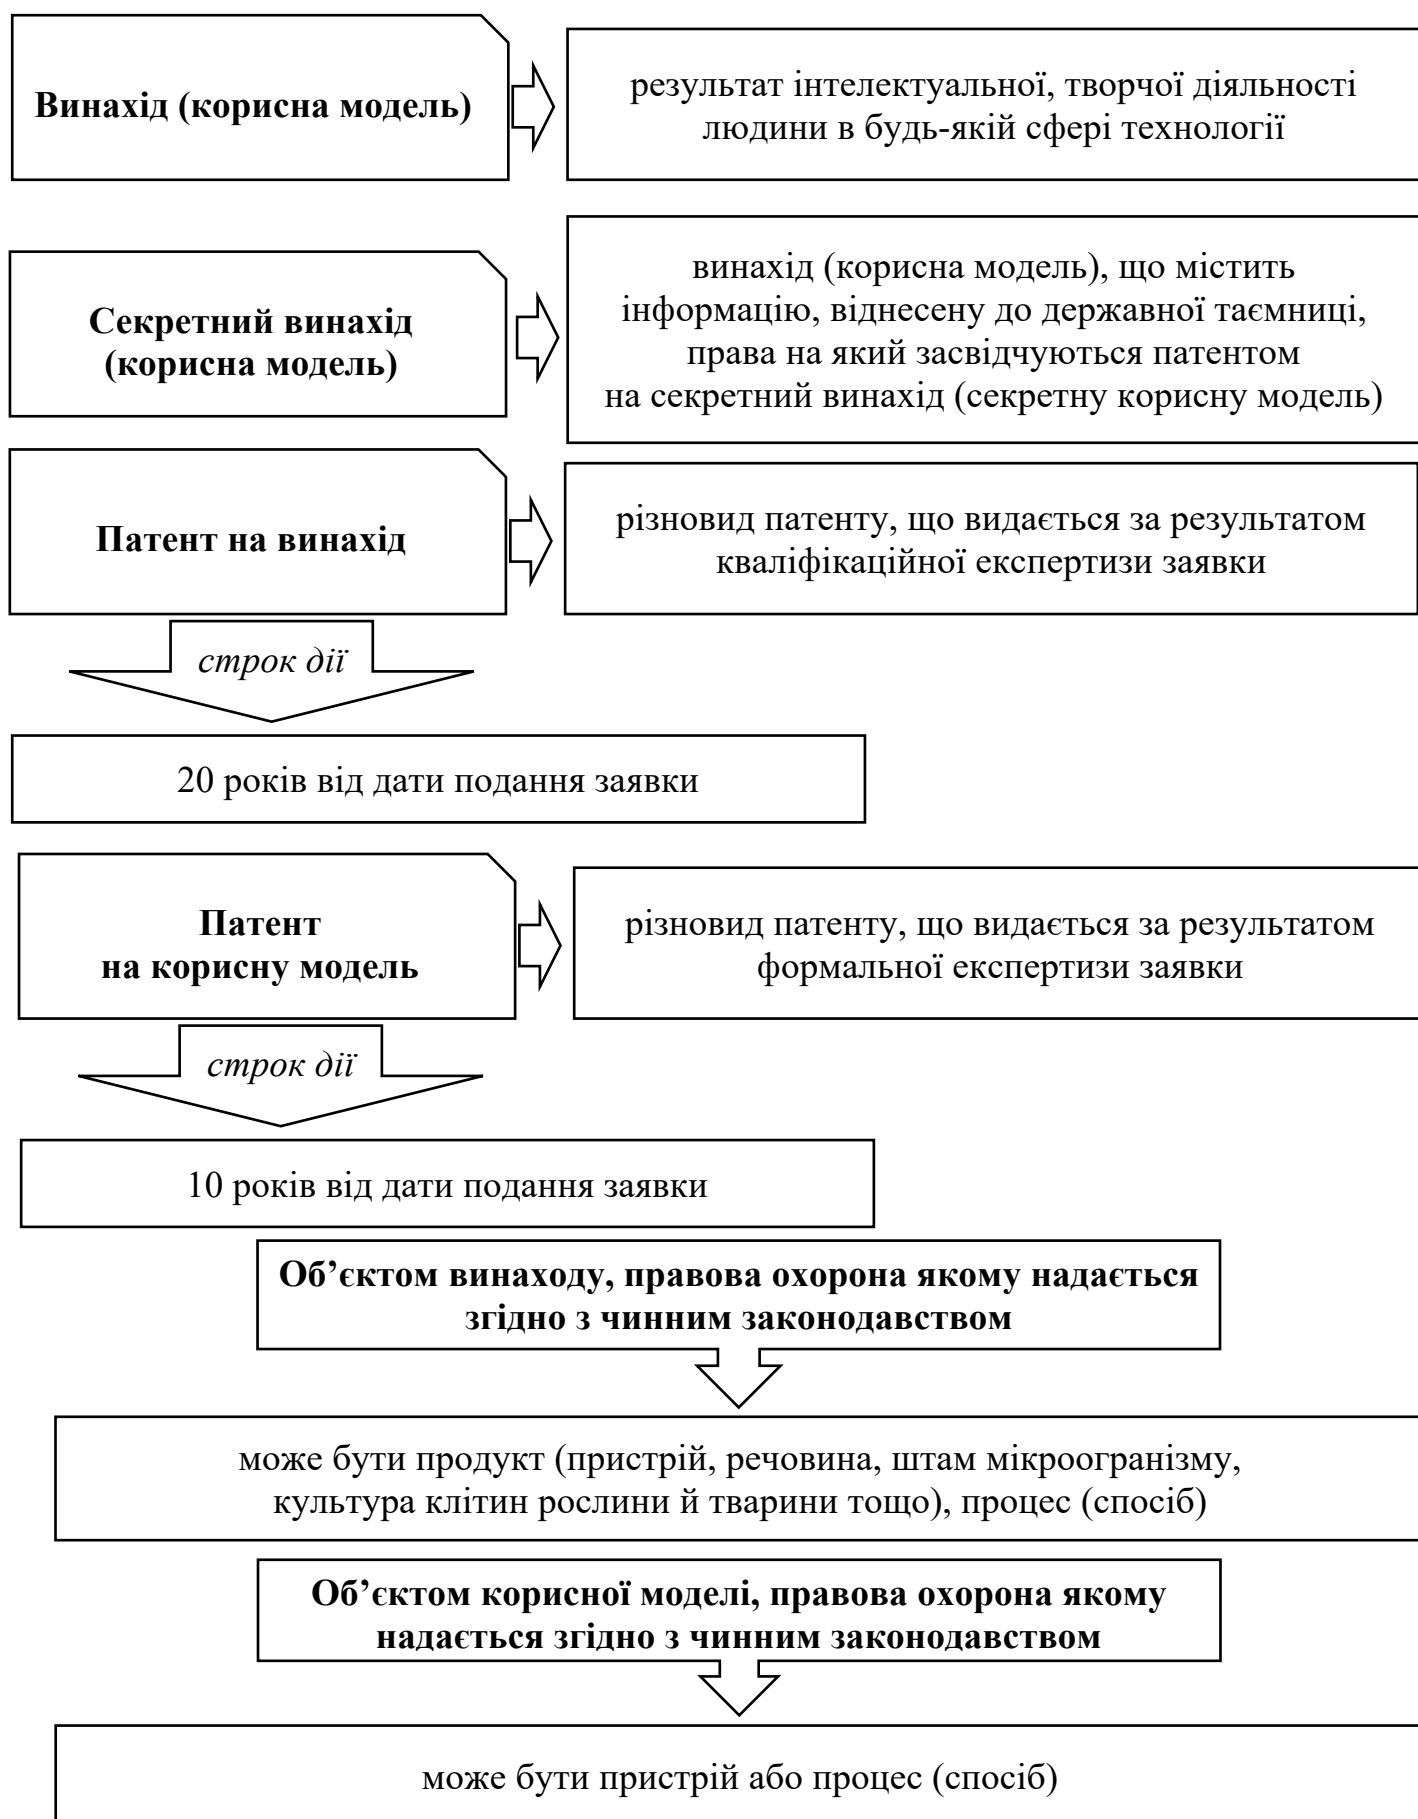 Винахід (корисна модель)
результат інтелектуальної, творчої діяльності
людини в будь-якій сфері технології
Секретний винахід
(корисна модель)
винахід (корисна модель), що містить
інформацію, віднесену до державної таємниці,
права на який засвідчуються патентом
на секретний винахід (секретну корисну модель)
Патент на винахід
різновид патенту, що видається за результатом
кваліфікаційної експертизи заявки
строк дії
20 років від дати подання заявки
Патент
на корисну модель
різновид патенту, що видається за результатом
формальної експертизи заявки
строк дії
10 років від дати подання заявки
Об’єктом винаходу, правова охорона якому надається
згідно з чинним законодавством
може бути продукт (пристрій, речовина, штам мікроогранізму,
культура клітин рослини й тварини тощо), процес (спосіб)
Об’єктом корисної моделі, правова охорона якому
надається згідно з чинним законодавством
може бути пристрій або процес (спосіб)